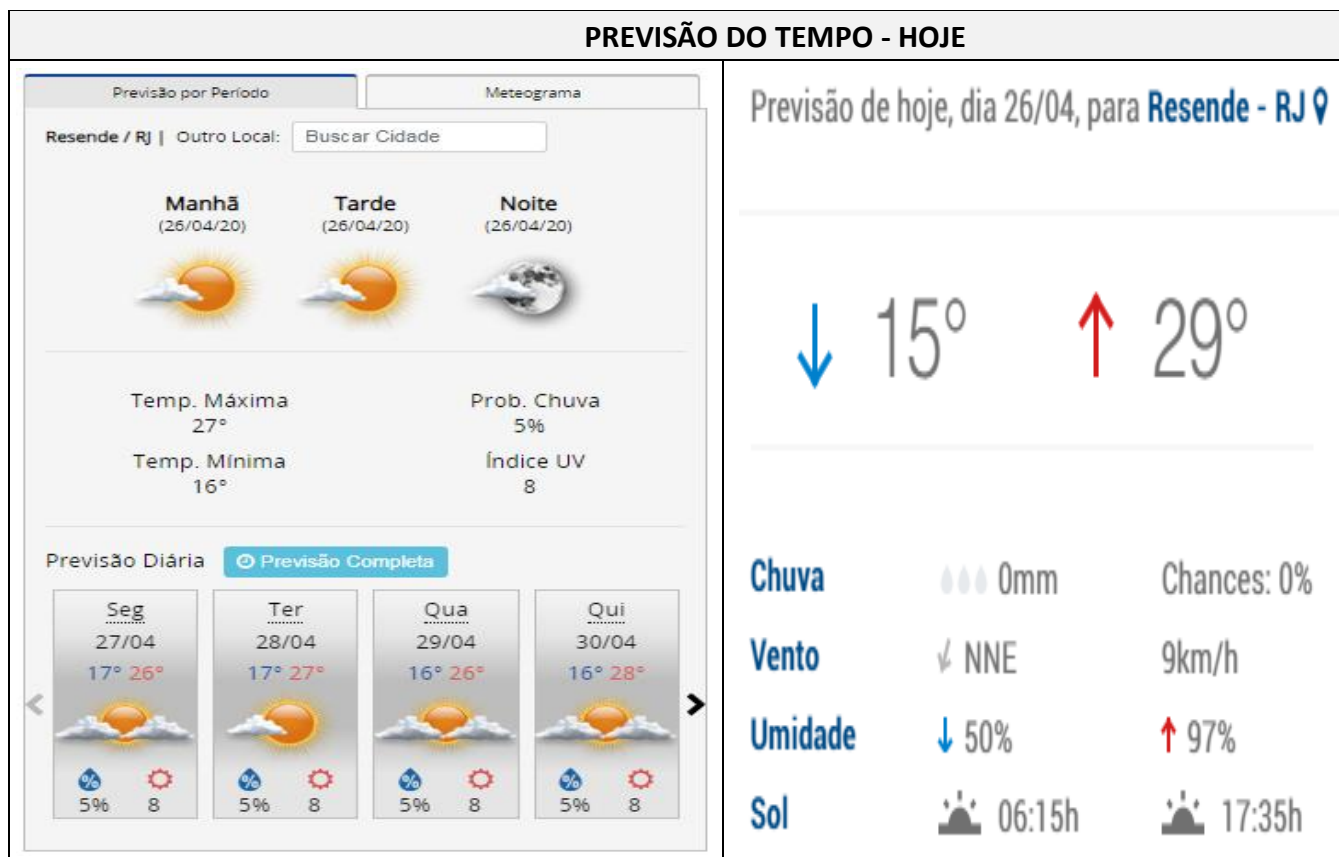 PREVISÃO DO TEMPO - HOJE
Previsão por Período
Meteograma
Resende / RJ | Outro Local: Buscar Cidade
Manhã Tarde Noite
(26/04/20) (26/04/20) (26/04/20)
Temp. Máxima Prob. Chuva
27° 5%
Temp. Mínima Índice UV
16° 8
Previsão Diária Previsão Completa
Seg Ter Qua Qui
27/04 28/04 29/04 30/04
17° 26° 17° 27° 16° 26° 16° 28°
% % % %
5% 8 5% 8 5% 8 5% 8
Previsão de hoje, dia 26/04, para Resende - RJ
15° 29°
Chuva 0mm Chances: 0%
Vento NNE 9km/h
Umidade 50% 97%
Sol 06:15h 17:35h